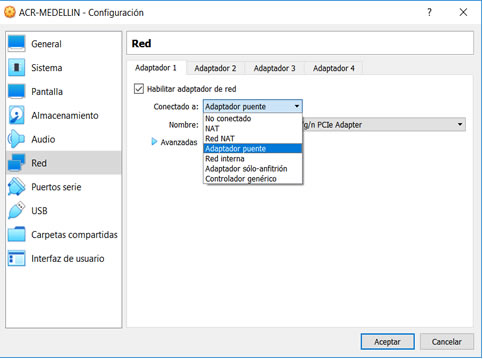 ACR-MEDELLIN - Configuración
?
General
Sistema
Pantalla
Almacenamiento
Audio
Red
Puertos serie
USB
Carpetas compartidas
Interfaz de usuario
Red
Adaptador 1 Adaptador 2 Adaptador 3 Adaptador 4
Habilitar adaptador de red
Conectado a: Adaptador puente
No conectado
NAT
Red NAT
Adaptador puente
Red interna
Adaptador sólo-anfitrión
Controlador genérico
Nombre: g/n PCIe Adapter
Avanzadas
Aceptar Cancelar